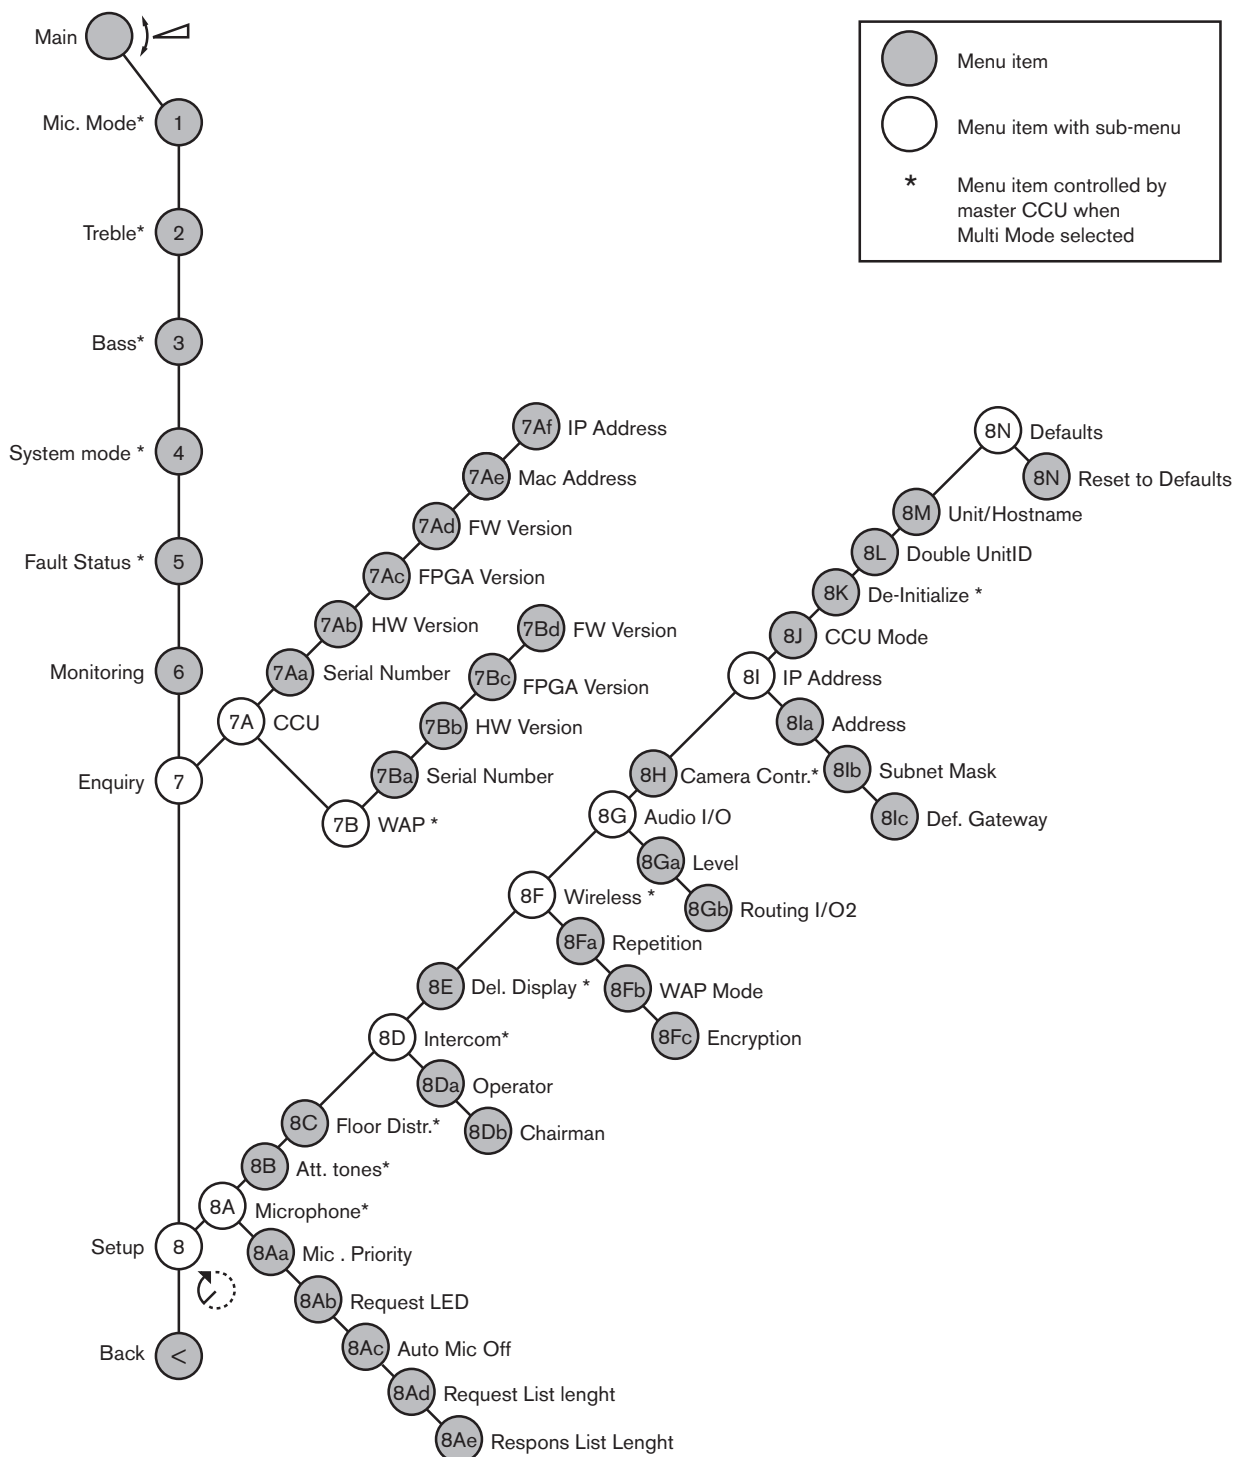 Main
Mic. Mode*
1
Treble*
2
Bass*
3
System mode *
4
Fault Status *
5
Monitoring
6
Enquiry
7
Setup
8
Back
<
Menu item
Menu item with sub-menu
*
Menu item controlled by
master CCU when
Multi Mode selected
7Af
IP Address
7Ae
Mac Address
7Ad
FW Version
7Ac
FPGA Version
7Ab
HW Version
7Aa
Serial Number
7A
CCU
7Bd
FW Version
7Bc
FPGA Version
7Bb
HW Version
7Ba
Serial Number
7B
WAP *
8N
Defaults
8N
Reset to Defaults
8M
Unit/Hostname
8L
Double UnitID
8K
De-Initialize *
8J
CCU Mode
8I
IP Address
8Ia
Address
8Ib
Subnet Mask
8Ic
Def. Gateway
8H
Camera Contr.*
8G
Audio I/O
8Ga
Level
8Gb
Routing I/O2
8F
Wireless *
8Fa
Repetition
8Fb
WAP Mode
8Fc
Encryption
8E
Del. Display *
8D
Intercom*
8Da
Operator
8Db
Chairman
8C
Floor Distr.*
8B
Att. tones*
8A
Microphone*
8Aa
Mic . Priority
8Ab
Request LED
8Ac
Auto Mic Off
8Ad
Request List lenght
8Ae
Respons List Lenght